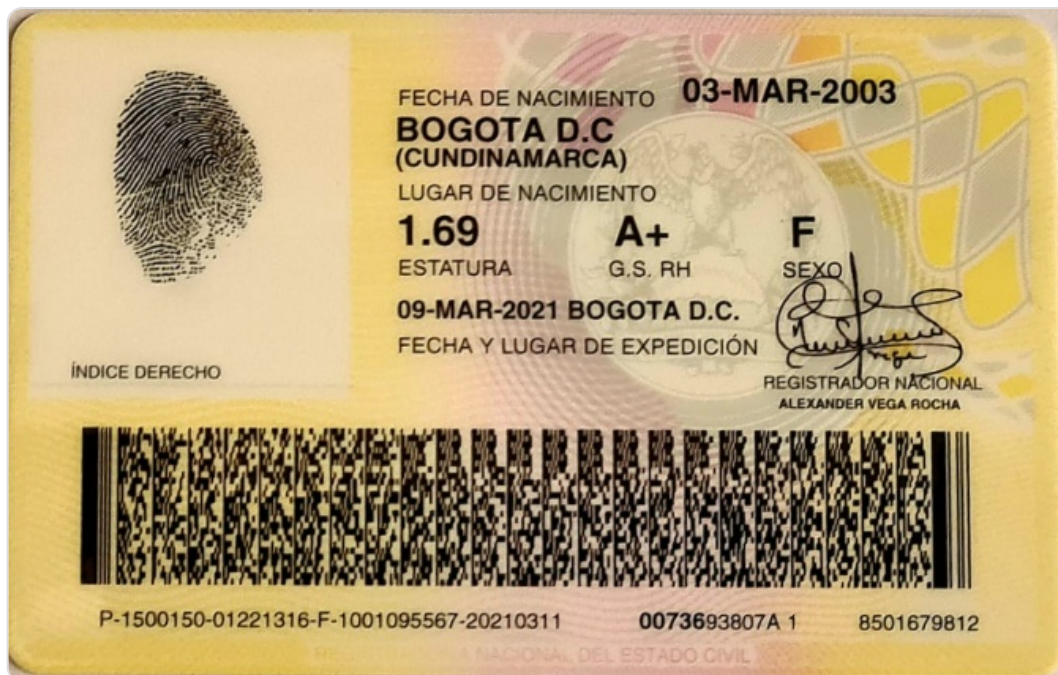 FECHA DE NACIMIENTO 03-MAR-2003
BOGOTA D.C
(CUNDINAMARCA)
LUGAR DE NACIMIENTO
1.69 A+ F
ESTATURA G.S. RH SEXO
09-MAR-2021 BOGOTA D.C.
FECHA Y LUGAR DE EXPEDICIÓN
ÍNDICE DERECHO
REGISTRADOR NACIONAL
ALEXANDER VEGA ROCHA
P-1500150-01221316-F-1001095567-20210311 0073693807A 1 8501679812
NACIONAL DEL ESTADO CIVIL